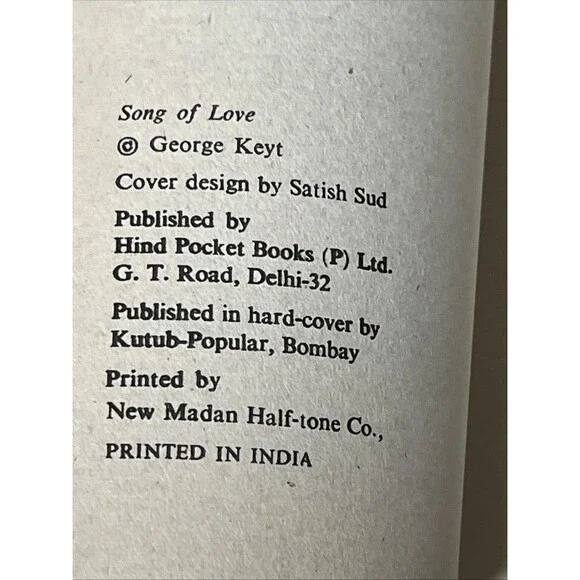 Song of Love
© George Keyt
Cover design by Satish Sud
Published by
Hind Pocket Books (P) Ltd.
G. T. Road, Delhi-32
Published in hard-cover by
Kutub-Popular, Bombay
Printed by
New Madan Half-tone Co.,
PRINTED IN INDIA